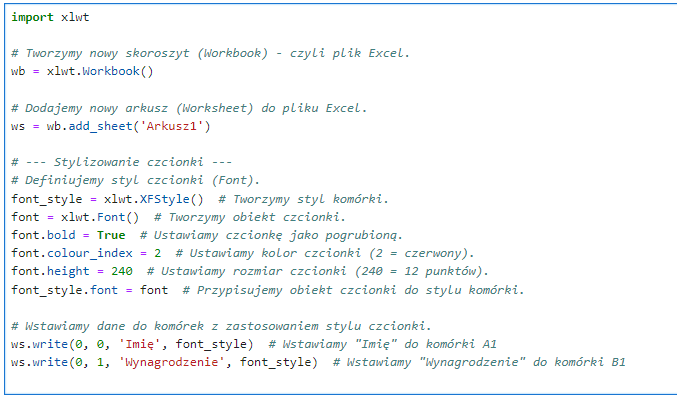 import xlwt
# Tworzymy nowy skoroszyt (Workbook) - czyli plik Excel.
wb = xlwt.Workbook()
# Dodajemy nowy arkusz (Worksheet) do pliku Excel.
ws = wb.add_sheet('Arkusz1')
# --- Stylizowanie czcionki ---
# Definiujemy styl czcionki (Font).
font_style = xlwt.XFStyle()  # Tworzymy styl komórki.
font = xlwt.Font()  # Tworzymy obiekt czcionki.
font.bold = True  # Ustawiamy czcionkę jako pogrubioną.
font.colour_index = 2  # Ustawiamy kolor czcionki (2 = czerwony).
font.height = 240  # Ustawiamy rozmiar czcionki (240 = 12 punktów).
font_style.font = font  # Przypisujemy obiekt czcionki do stylu komórki.
# Wstawiamy dane do komórek z zastosowaniem stylu czcionki.
ws.write(0, 0, 'Imię', font_style)  # Wstawiamy "Imię" do komórki A1
ws.write(0, 1, 'Wynagrodzenie', font_style)  # Wstawiamy "Wynagrodzenie" do komórki B1